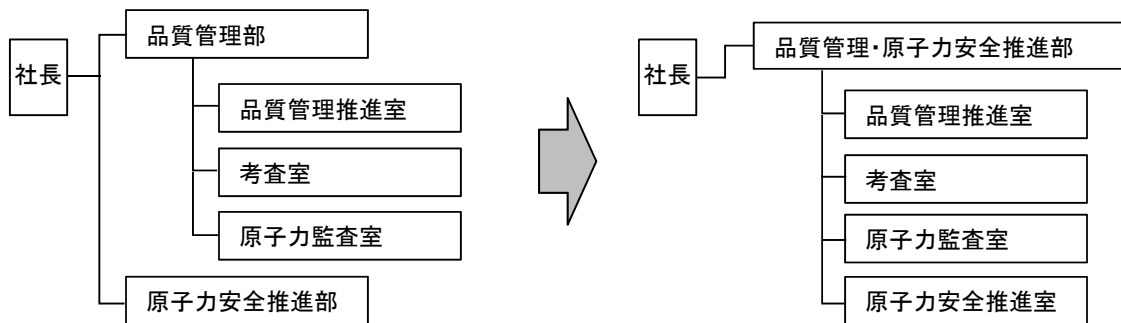 社長
品質管理部
品質管理推進室
考査室
原子力監査室
原子力安全推進部
社長
品質管理・原子力安全推進部
品質管理推進室
考査室
原子力監査室
原子力安全推進室